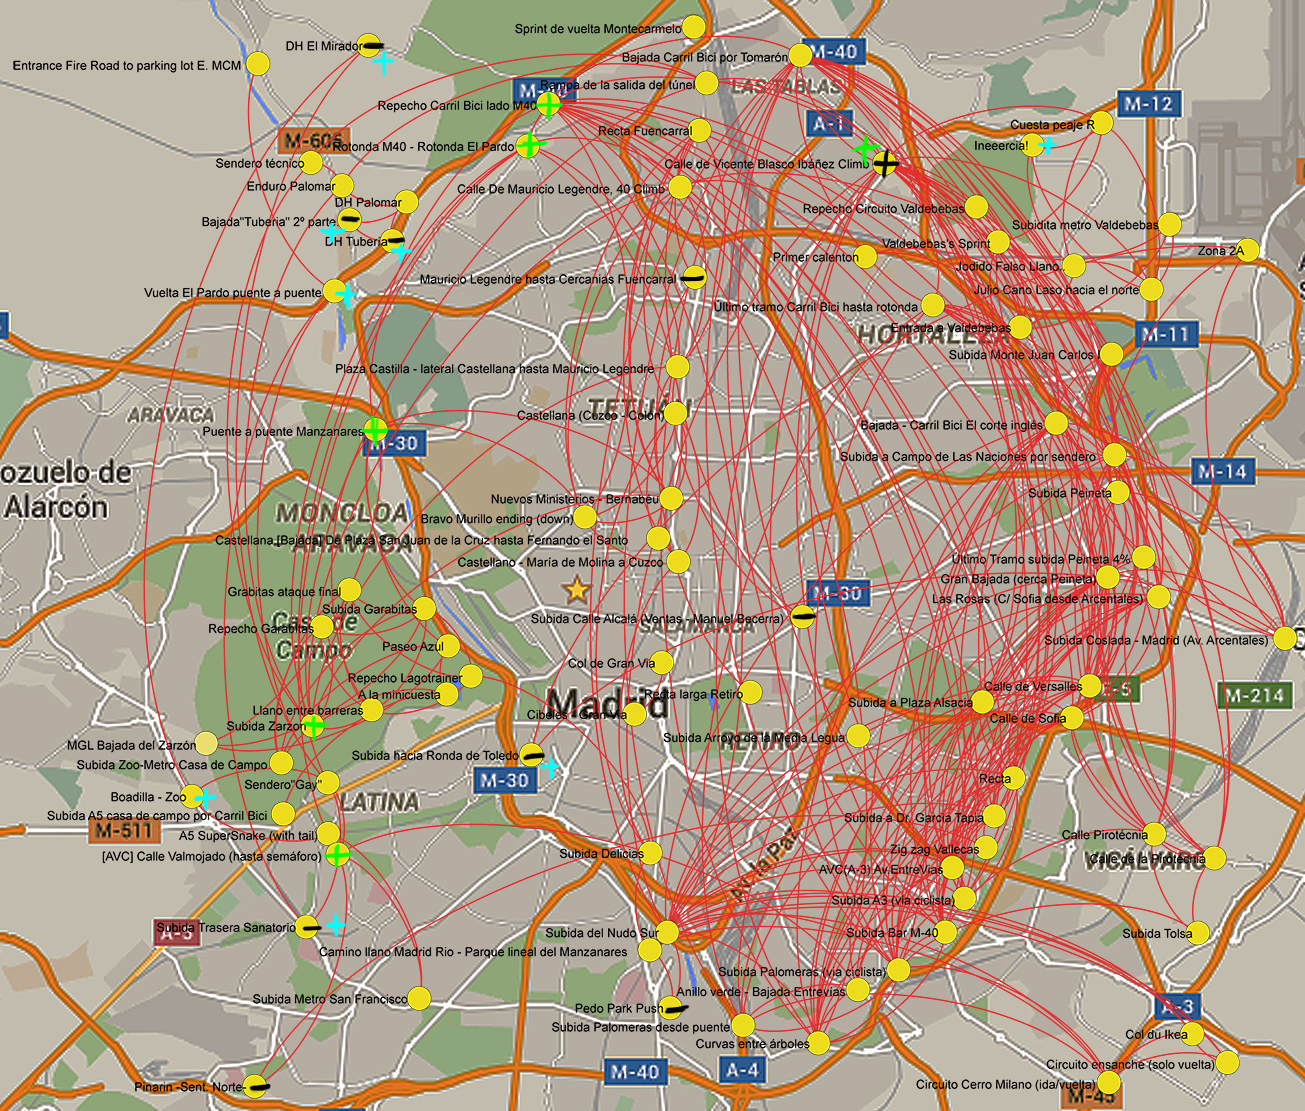 Sprint de vuelta Montecarmelo
DH El Mirador
Entrance Fire Road to parking lot E. MCM
Bajada Carril Bici por Tomarón
M-40
Rampa de la salida del túnel
LAS TABLAS
Repecho Carril Bici lado M40
M-12
A-1
Cuesta peaje R
Recta Fuencarral
M-605
Rotonda M40 - Rotonda El Pardo
Ineeercia!
Sendero técnico
Calle de Vicente Blasco Ibáñez Climb
Enduro Palomar
Calle De Mauricio Legendre, 40 Climb
DH Palomar
Repecho Circuito Valdebebas
Bajada"Tuberia" 2º parte
Subidita metro Valdebebas
DH Tuberia
Valdebebas's Sprint
Zona 2A
Primer calenton
Jodido Falso Llano..
Mauricio Legendre hasta Cercanias Fuencarral
Vuelta El Pardo puente a puente
Julio Cano Laso hacia el norte
Último tramo Carril Bici hasta rotonda
HORTALEZA
Entrada a Valdebebas
M-11
Subida Monte Juan Carlos I
Plaza Castilla - lateral Castellana hasta Mauricio Legendre
ARAVACA
TETUÁN
Castellana (Cuzco - Colón)
Bajada - Carril Bici El corte inglés
Puente a puente Manzanares
M-30
Subida a Campo de Las Naciones por sendero
ozuelo de
Alarcón
M-14
Subida Peineta
Nuevos Ministerios - Bernabéu
MONCLOA
- ARAVACA
Bravo Murillo ending (down)
Castellana [Bajada] De Plaza San Juan de la Cruz hasta Fernando el Santo
Castellano - María de Molina a Cuzco
Último Tramo subida Peineta 4%
Gran Bajada (cerca Peineta)
Grabitas ataque final
M-30
Las Rosas (C/ Sofia desde Arcentales)
Subida Garabitas
Casa de
Campo
Subida Calle Alcalá (Ventas - Manuel Becerra)
SALAMANCA
Repecho Garabitas
Subida Coslada - Madrid (Av. Arcentales)
Paseo Azul
Col de Gran Via
Repecho Lagotrainer
Calle de Versalles
A la minicuesta
Recta larga Retiro
M-214
Madrid
Subida a Plaza Alsacia
Llano entre barreras
Cibeles - Gran Via
Calle de Sofia
Subida Zarzon
Subida Arroyo de la Media Legua
RETIRO
MGL Bajada del Zarzón
Subida hacia Ronda de Toledo
Subida Zoo-Metro Casa de Campo
M-30
Recta
Sendero"Gay"
Boadilla - Zoo
LATINA
Subida A5 casa de campo por Carril Bici
Subida a Dr. Garcia Tapia
M-511
A5 SuperSnake (with tail)
Calle Pirotécnia
Zig zag Vallecas
[AVC] Calle Valmojado (hasta semáforo)
Subida Delicias
Av. la Paz
VICÁLVARO
Calle de la Pirotecnia
AVC(A-3) Av.EntreVias
Subida A3 (via ciclista)
A-5
Subida Trasera Sanatorio
Subida del Nudo Sur
Subida Bar M-40
Subida Tolsa
Camino llano Madrid Rio - Parque lineal del Manzanares
Subida Palomeras (via ciclista)
Subida Metro San Francisco
Anillo verde - Bajada Entrevías
Pedo Park Push
A-3
Subida Palomeras desde puente
Col du Ikea
Curvas entre árboles
Circuito ensanche (solo vuelta)
M-40
A-4
Circuito Cerro Milano (ida/vuelta)
Pinarin -Sent. Norte-
M-45